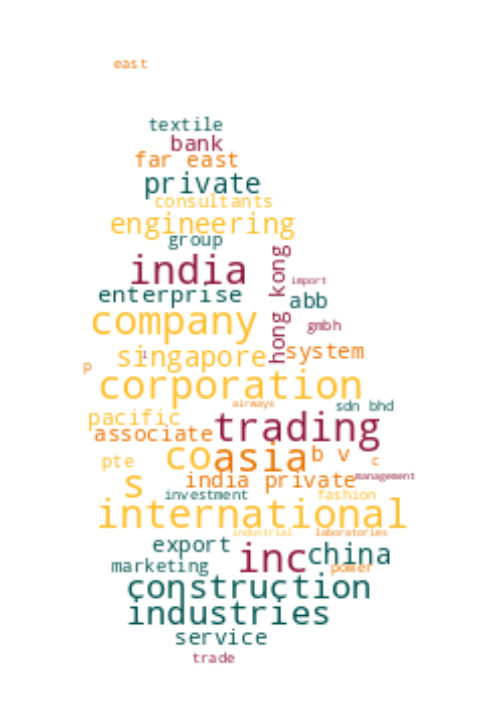 east
textile
bank
far east
private
consultants
engineering
group
hong kong
india
import
enterprise
abb
company
gmbh
singapore
i
system
p
corporation
airways
sdn bhd
pacific
trading
associate
co
asia
b v
pte
c
s
india private
management
investment
fashion
international
industrial
laboratories
export
inc
china
marketing
power
construction
industries
service
trade